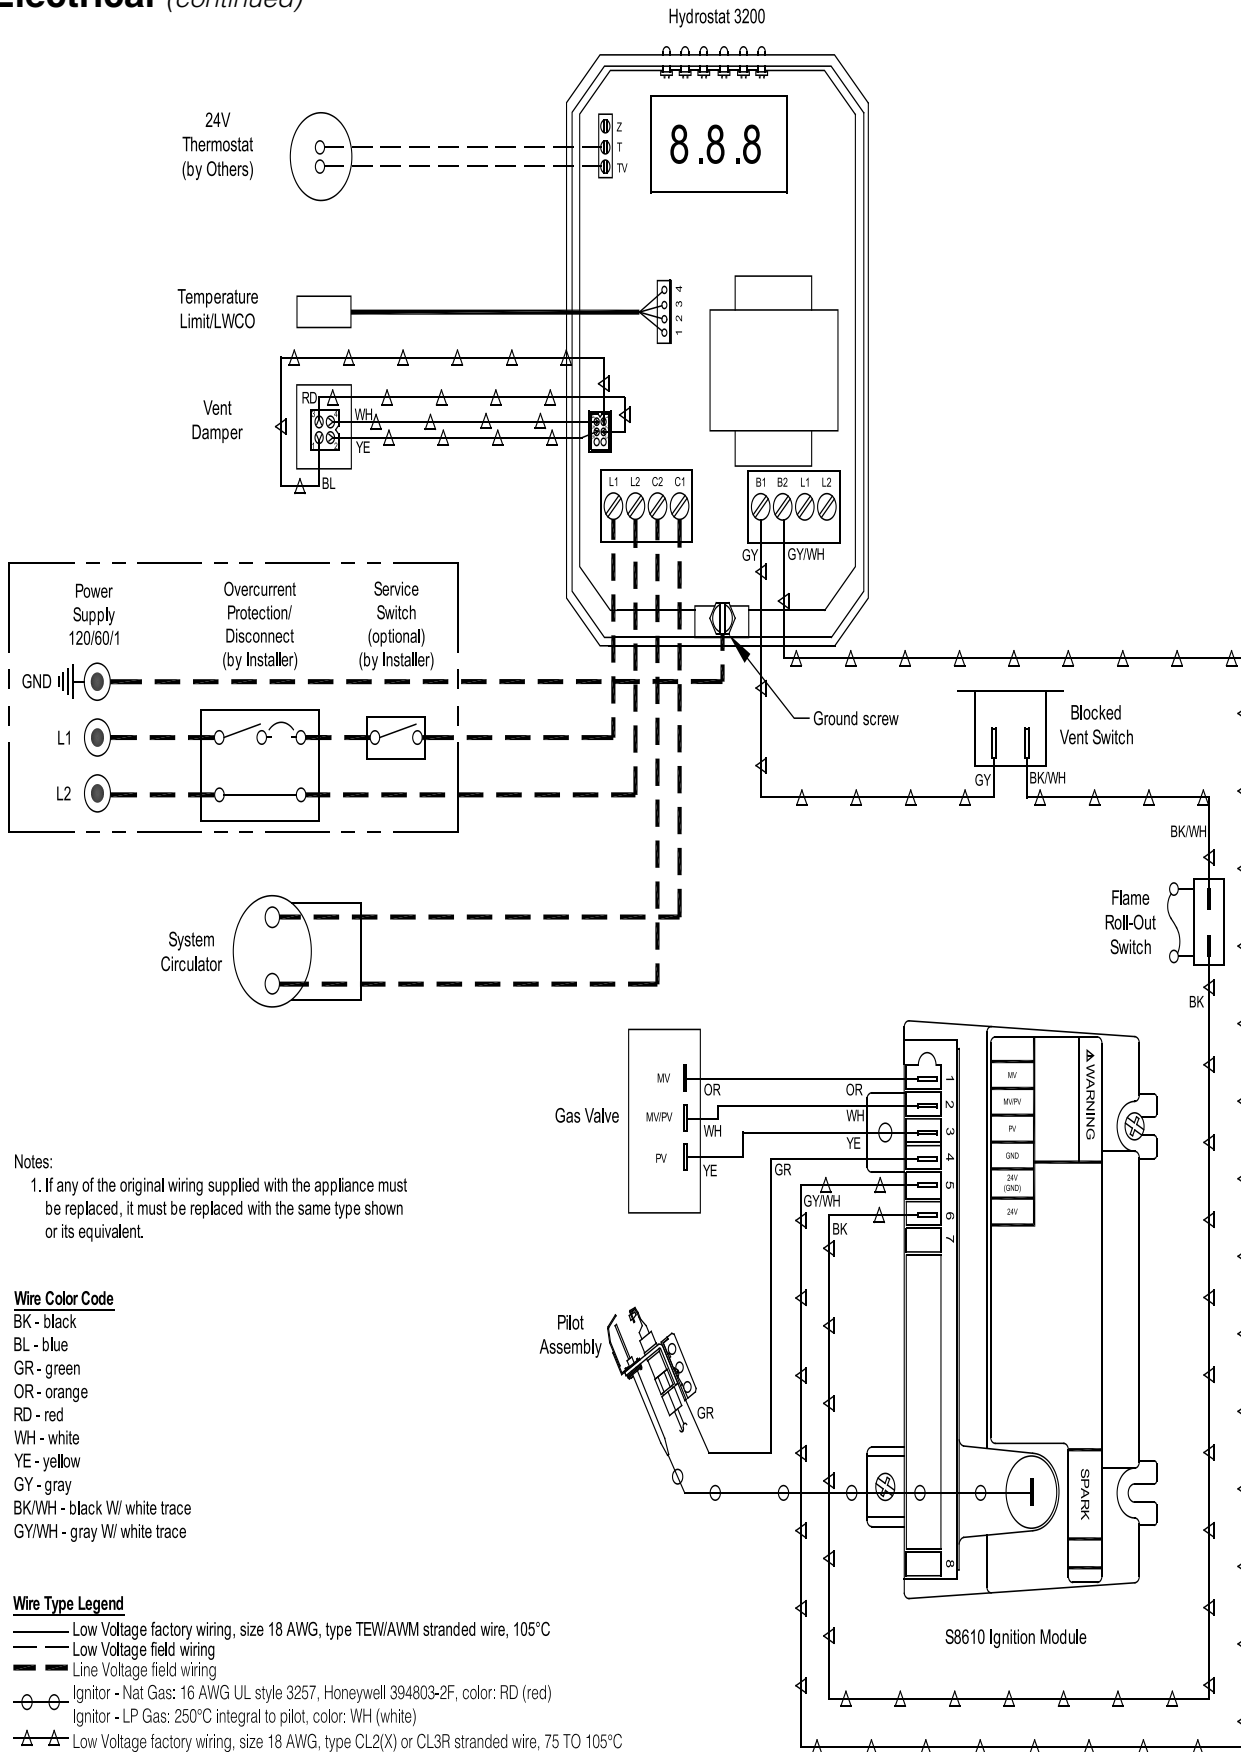 Electrical (continued)
Hydrostat 3200
24V
Thermostat
(by Others)
Z
T
TV
8.8.8
Temperature
Limit/LWCO
4
3
2
1
Vent
Damper
RD
WH
YE
BL
3
4
1
2
L1 L2 C2 C1
B1 B2 L1 L2
GY
GY/WH
Power
Supply
120/60/1
Overcurrent
Protection/
Disconnect
(by Installer)
Service
Switch
(optional)
(by Installer)
GND
L1
L2
Ground screw
Blocked
Vent Switch
GY
BK/WH
BK/WH
Flame
Roll-Out
Switch
BK
System
Circulator
Gas Valve
MV
MV/PV
PV
OR
WH
YE
OR
WH
YE
GR
GY/WH
BK
1
2
3
4
5
6
7
8
MV
MV/PV
PV
GND
24V
(GND)
24V
WARNING
SPARK
Pilot
Assembly
GR
S8610 Ignition Module
Notes:
1. If any of the original wiring supplied with the appliance must
be replaced, it must be replaced with the same type shown
or its equivalent.
Wire Color Code
BK - black
BL - blue
GR - green
OR - orange
RD - red
WH - white
YE - yellow
GY - gray
BK/WH - black W/ white trace
GY/WH - gray W/ white trace
Wire Type Legend
Low Voltage factory wiring, size 18 AWG, type TEW/AWM stranded wire, 105°C
Low Voltage field wiring
Line Voltage field wiring
Ignitor - Nat Gas: 16 AWG UL style 3257, Honeywell 394803-2F, color: RD (red)
Ignitor - LP Gas: 250°C integral to pilot, color: WH (white)
Low Voltage factory wiring, size 18 AWG, type CL2(X) or CL3R stranded wire, 75 TO 105°C